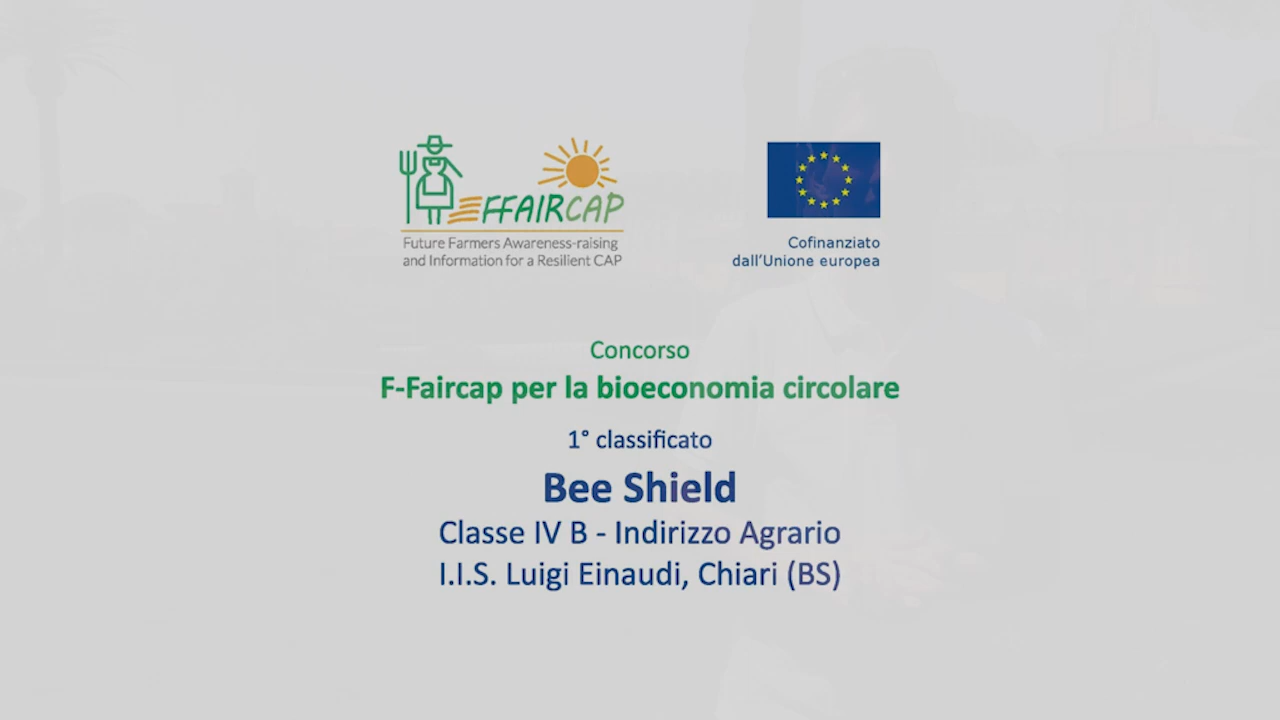 FFAIRCAP
Future Farmers Awareness-raising
and Information for a Resilient CAP
Cofinanziato
dall'Unione europea
Concorso
F-Faircap per la bioeconomia circolare
1° classificato
Bee Shield
Classe IV B - Indirizzo Agrario
I.I.S. Luigi Einaudi, Chiari (BS)